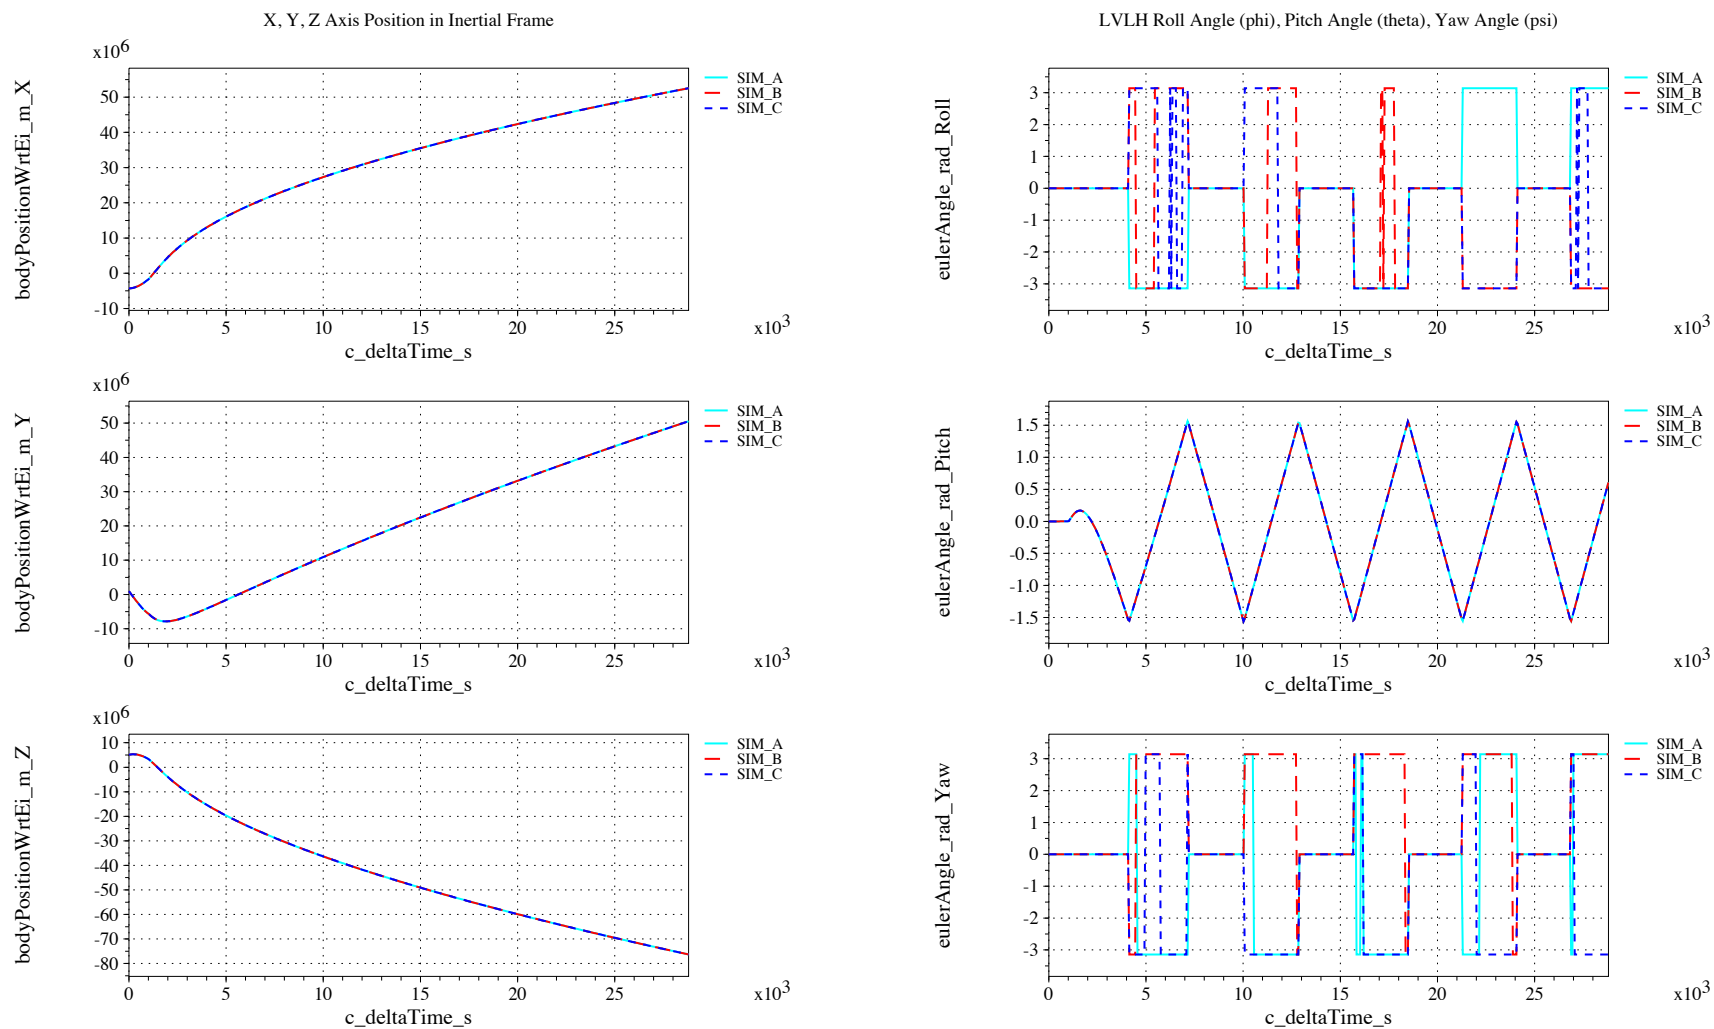 X, Y, Z Axis Position in Inertial Frame
x10^6
bodyPositionWrtEi_m_X
50
40
30
20
10
0
-10
0 5 10 15 20 25
x10^3
c_deltaTime_s
SIM_A
SIM_B
SIM_C
x10^6
bodyPositionWrtEi_m_Y
50
40
30
20
10
0
-10
0 5 10 15 20 25
x10^3
c_deltaTime_s
SIM_A
SIM_B
SIM_C
x10^6
bodyPositionWrtEi_m_Z
10
0
-10
-20
-30
-40
-50
-60
-70
-80
0 5 10 15 20 25
x10^3
c_deltaTime_s
SIM_A
SIM_B
SIM_C
LVLH Roll Angle (phi), Pitch Angle (theta), Yaw Angle (psi)
eulerAngle_rad_Roll
3
2
1
0
-1
-2
-3
0 5 10 15 20 25
x10^3
c_deltaTime_s
SIM_A
SIM_B
SIM_C
eulerAngle_rad_Pitch
1.5
1.0
0.5
0.0
-0.5
-1.0
-1.5
0 5 10 15 20 25
x10^3
c_deltaTime_s
SIM_A
SIM_B
SIM_C
eulerAngle_rad_Yaw
3
2
1
0
-1
-2
-3
0 5 10 15 20 25
x10^3
c_deltaTime_s
SIM_A
SIM_B
SIM_C